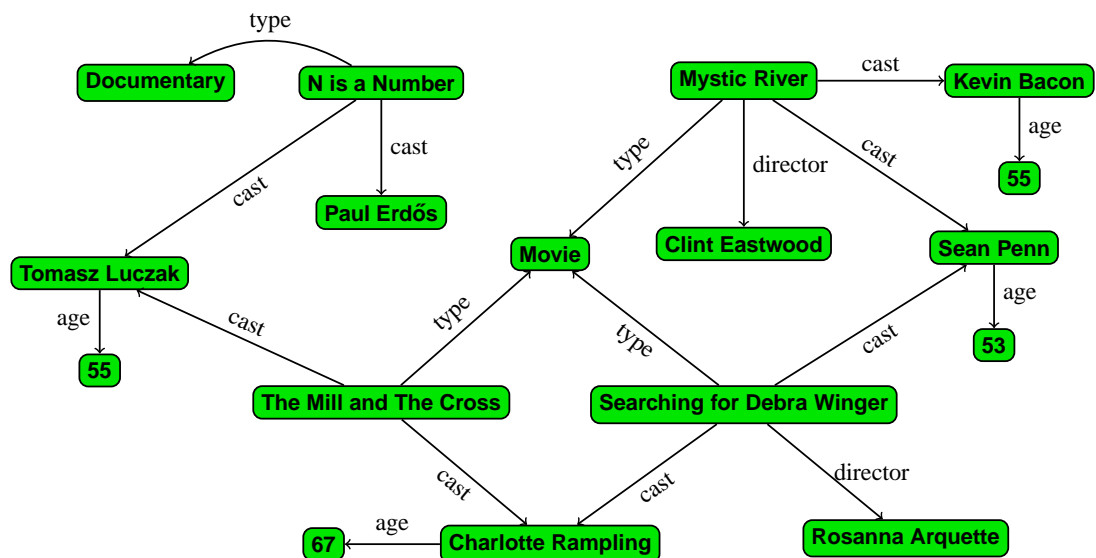 type
Documentary
N is a Number
Mystic River
cast
Kevin Bacon
cast
cast
type
director
cast
age
55
Paul Erdős
Tomasz Luczak
Movie
Clint Eastwood
Sean Penn
age
cast
type
type
cast
age
55
53
The Mill and The Cross
Searching for Debra Winger
cast
cast
director
67
age
Charlotte Rampling
Rosanna Arquette